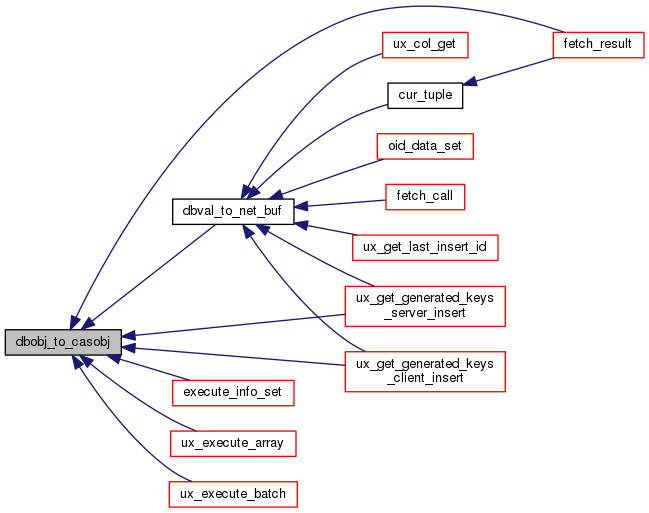 ux_col_get
fetch_result
cur_tuple
oid_data_set
fetch_call
dbval_to_net_buf
ux_get_last_insert_id
ux_get_generated_keys
_server_insert
dbobj_to_casobj
ux_get_generated_keys
_client_insert
execute_info_set
ux_execute_array
ux_execute_batch